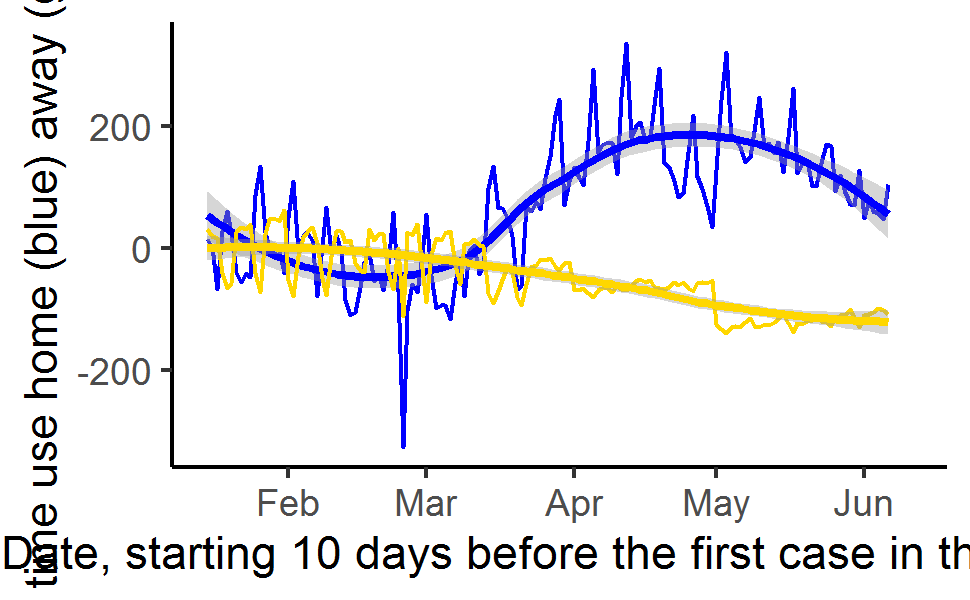 time use home (blue) away (
200
0
-200
Feb Mar Apr May Jun
Date, starting 10 days before the first case in th